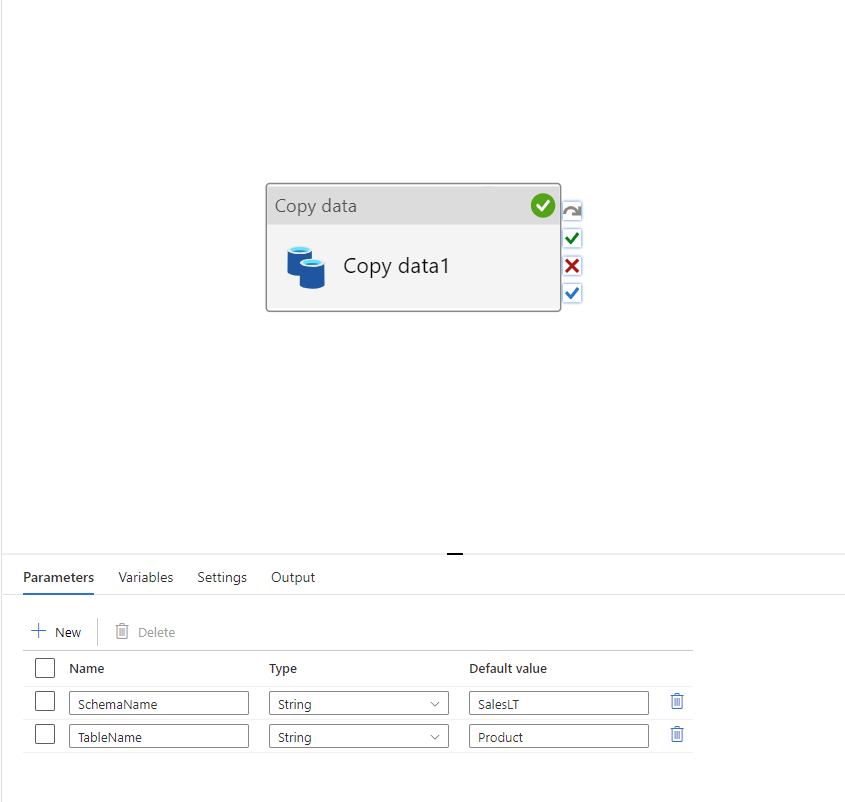 Copy data
Copy data1
Parameters Variables Settings Output
New Delete
Name Type Default value
SchemaName String SalesLT
TableName String Product